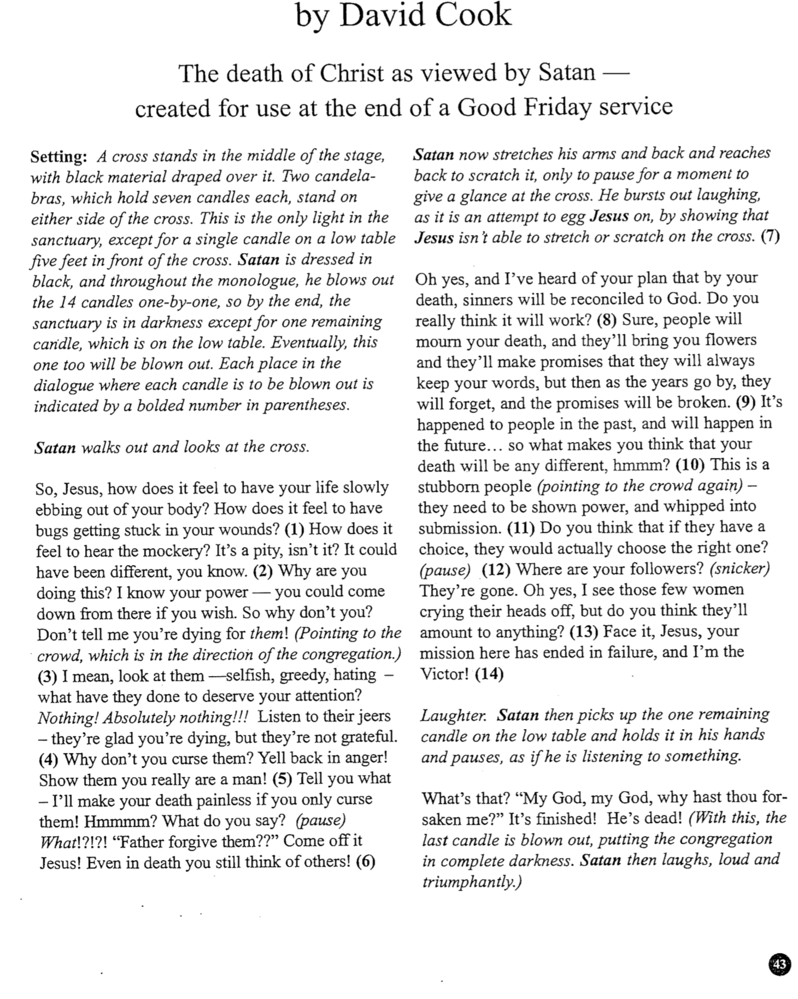 by David Cook
The death of Christ as viewed by Satan —
created for use at the end of a Good Friday service
Setting: A cross stands in the middle of the stage,
with black material draped over it. Two candela-
bras, which hold seven candles each, stand on
either side of the cross. This is the only light in the
sanctuary, except for a single candle on a low table
five feet in front of the cross. Satan is dressed in
black, and throughout the monologue, he blows out
the 14 candles one-by-one, so by the end, the
sanctuary is in darkness except for one remaining
candle, which is on the low table. Eventually, this
one too will be blown out. Each place in the
dialogue where each candle is to be blown out is
indicated by a bolded number in parentheses.
Satan walks out and looks at the cross.
So, Jesus, how does it feel to have your life slowly
ebbing out of your body? How does it feel to have
bugs getting stuck in your wounds? (1) How does it
feel to hear the mockery? It's a pity, isn't it? It could
have been different, you know. (2) Why are you
doing this? I know your power — you could come
down from there if you wish. So why don't you?
Don't tell me you're dying for them! (Pointing to the
crowd, which is in the direction of the congregation.)
(3) I mean, look at them —selfish, greedy, hating –
what have they done to deserve your attention?
Nothing! Absolutely nothing!!! Listen to their jeers
– they're glad you're dying, but they're not grateful.
(4) Why don't you curse them? Yell back in anger!
Show them you really are a man! (5) Tell you what
– I'll make your death painless if you only curse
them! Hmmmm? What do you say? (pause)
What!?!?! “Father forgive them??” Come off it
Jesus! Even in death you still think of others! (6)
Satan now stretches his arms and back and reaches
back to scratch it, only to pause for a moment to
give a glance at the cross. He bursts out laughing,
as it is an attempt to egg Jesus on, by showing that
Jesus isn't able to stretch or scratch on the cross. (7)
Oh yes, and I've heard of your plan that by your
death, sinners will be reconciled to God. Do you
really think it will work? (8) Sure, people will
mourn your death, and they'll bring you flowers
and they'll make promises that they will always
keep your words, but then as the years go by, they
will forget, and the promises will be broken. (9) It's
happened to people in the past, and will happen in
the future... so what makes you think that your
death will be any different, hmmm? (10) This is a
stubborn people (pointing to the crowd again) –
they need to be shown power, and whipped into
submission. (11) Do you think that if they have a
choice, they would actually choose the right one?
(pause) (12) Where are your followers? (snicker)
They're gone. Oh yes, I see those few women
crying their heads off, but do you think they'll
amount to anything? (13) Face it, Jesus, your
mission here has ended in failure, and I'm the
Victor! (14)
Laughter. Satan then picks up the one remaining
candle on the low table and holds it in his hands
and pauses, as if he is listening to something.
What's that? “My God, my God, why hast thou for-
saken me?” It's finished! He's dead! (With this, the
last candle is blown out, putting the congregation
in complete darkness. Satan then laughs, loud and
triumphantly.)
43